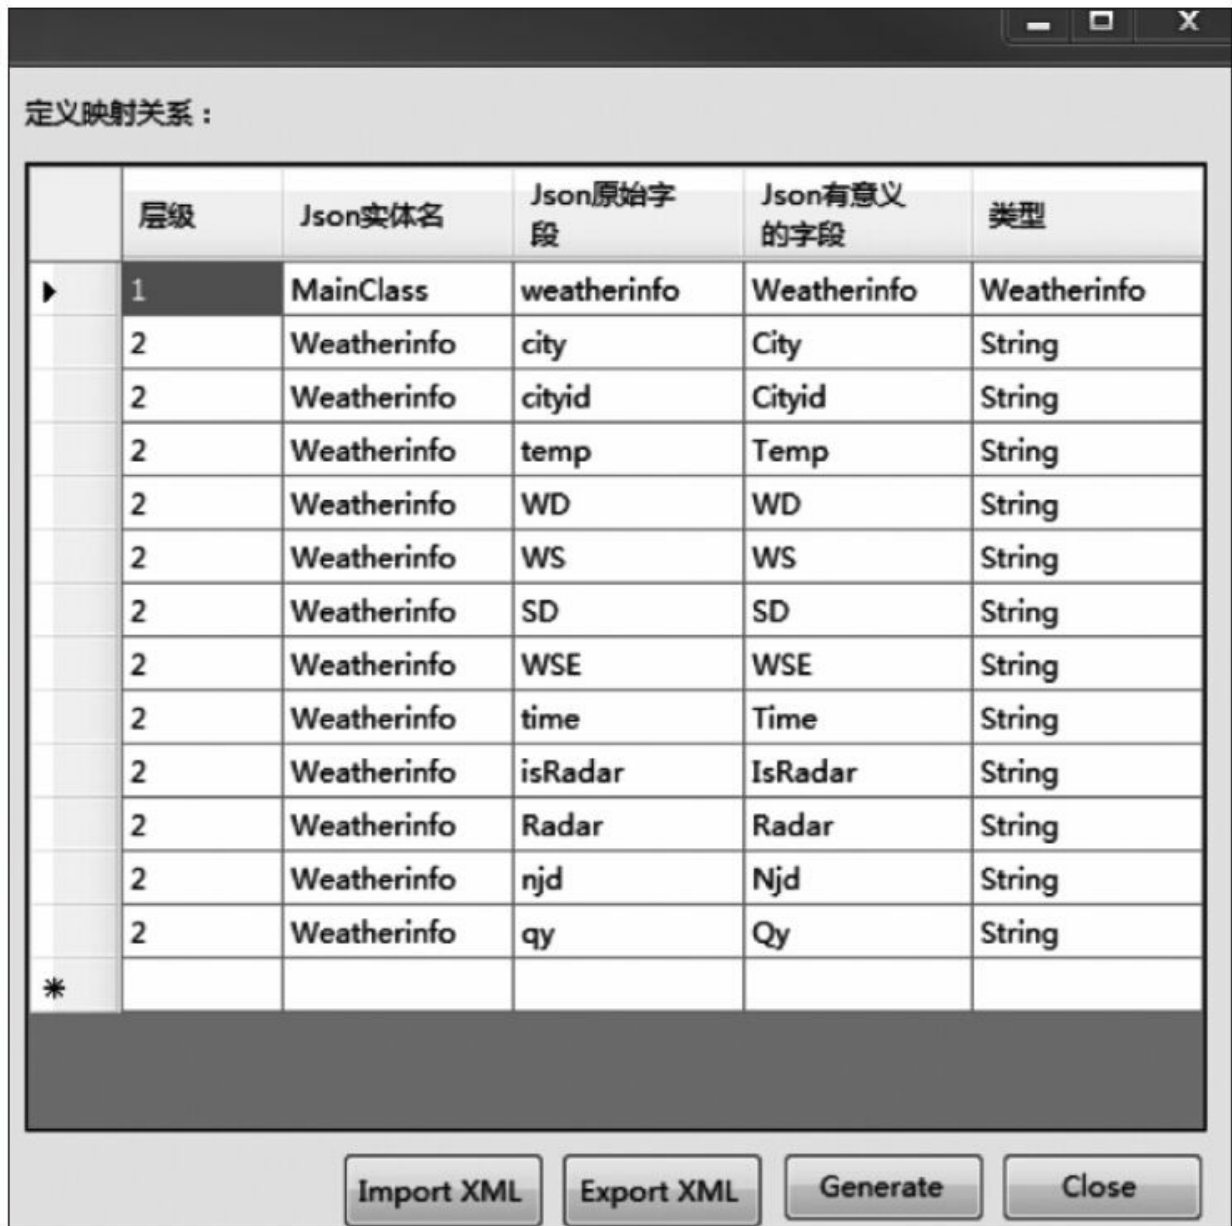 定义映射关系：
层级 Json实体名 Json原始字段 Json有意义的字段 类型
1 MainClass weatherinfo Weatherinfo Weatherinfo
2 Weatherinfo city City String
2 Weatherinfo cityid Cityid String
2 Weatherinfo temp Temp String
2 Weatherinfo WD WD String
2 Weatherinfo WS WS String
2 Weatherinfo SD SD String
2 Weatherinfo WSE WSE String
2 Weatherinfo time Time String
2 Weatherinfo isRadar IsRadar String
2 Weatherinfo Radar Radar String
2 Weatherinfo njd Njd String
2 Weatherinfo qy Qy String
Import XML Export XML Generate Close